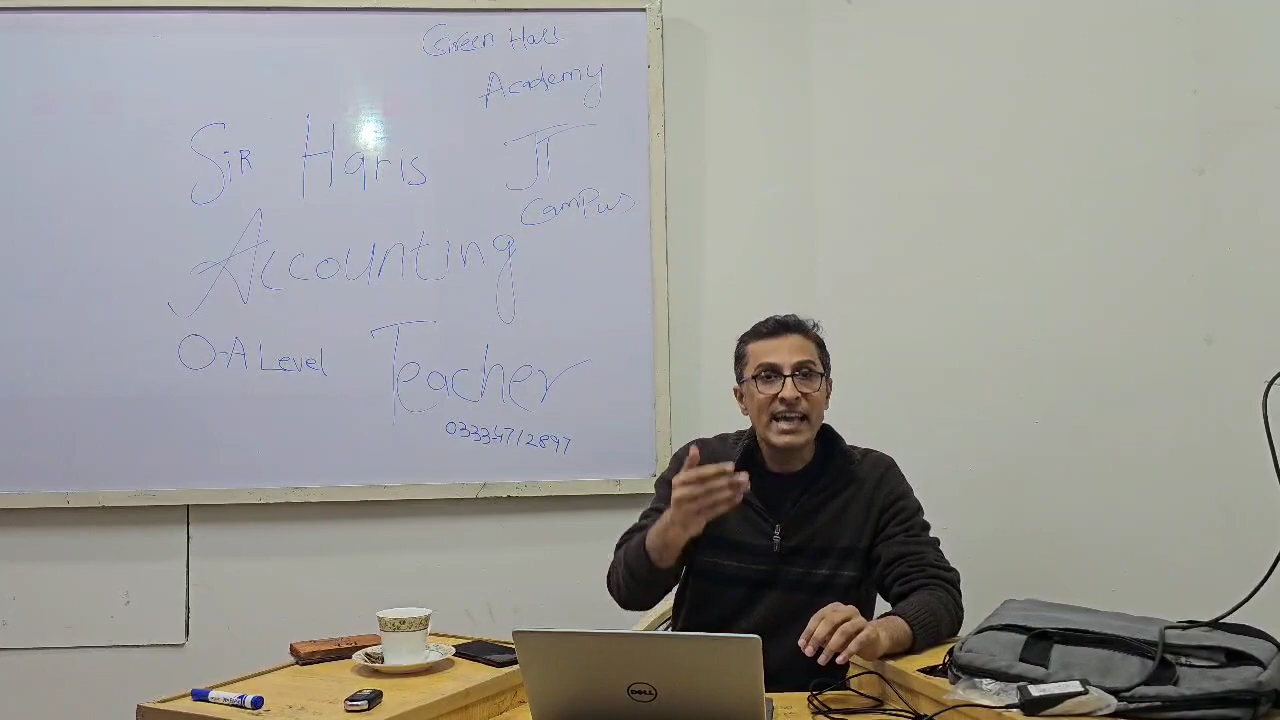 Green Hall
Academy
JT
Campus
Sir Haris
Accounting
O-A Level
Teacher
03334712897
DELL